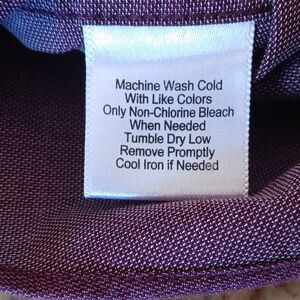 Machine Wash Cold
With Like Colors
Only Non-Chlorine Bleach
When Needed
Tumble Dry Low
Remove Promptly
Cool Iron if Needed